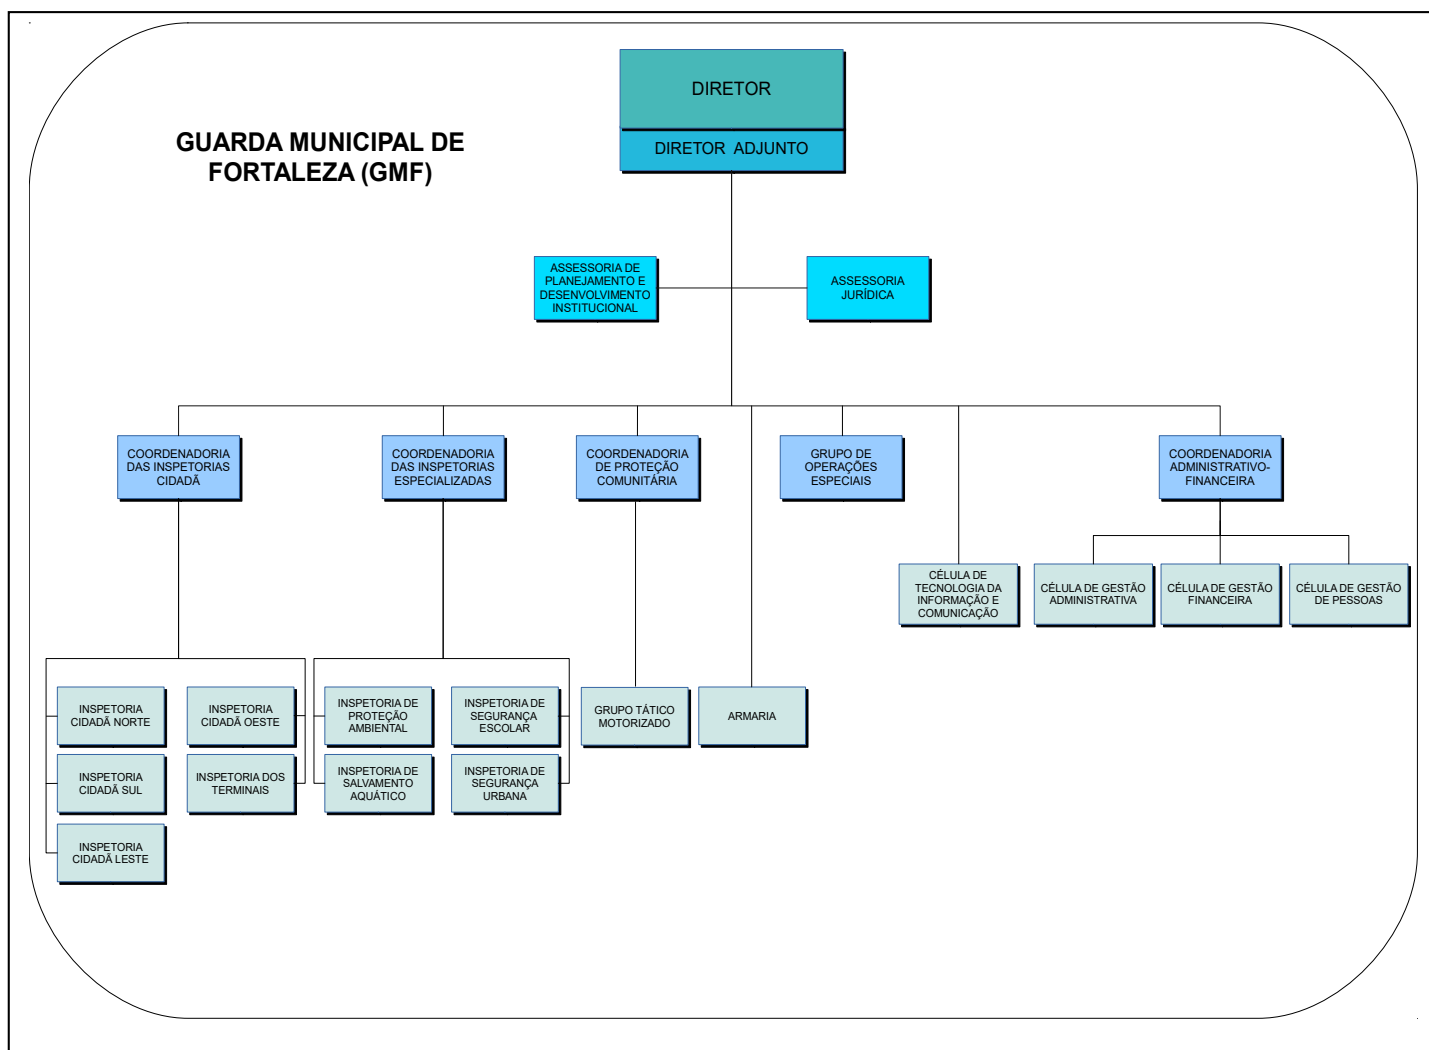 DIRETOR
DIRETOR ADJUNTO
GUARDA MUNICIPAL DE
FORTALEZA (GMF)
ASSESSORIA DE
PLANEJAMENTO E
DESENVOLVIMENTO
INSTITUCIONAL
ASSESSORIA
JURÍDICA
COORDENADORIA
DAS INSPETORIAS
CIDADÃ
COORDENADORIA
DAS INSPETORIAS
ESPECIALIZADAS
COORDENADORIA
DE PROTEÇÃO
COMUNITÁRIA
GRUPO DE
OPERAÇÕES
ESPECIAIS
COORDENADORIA
ADMINISTRATIVO-
FINANCEIRA
CÉLULA DE
TECNOLOGIA DA
INFORMAÇÃO E
COMUNICAÇÃO
CÉLULA DE GESTÃO
ADMINISTRATIVA
CÉLULA DE GESTÃO
FINANCEIRA
CÉLULA DE GESTÃO
DE PESSOAS
INSPETORIA
CIDADÃ NORTE
INSPETORIA
CIDADÃ OESTE
INSPETORIA DE
PROTEÇÃO
AMBIENTAL
INSPETORIA DE
SEGURANÇA
ESCOLAR
GRUPO TÁTICO
MOTORIZADO
ARMARIA
INSPETORIA
CIDADÃ SUL
INSPETORIA DOS
TERMINAIS
INSPETORIA DE
SALVAMENTO
AQUÁTICO
INSPETORIA DE
SEGURANÇA
URBANA
INSPETORIA
CIDADÃ LESTE